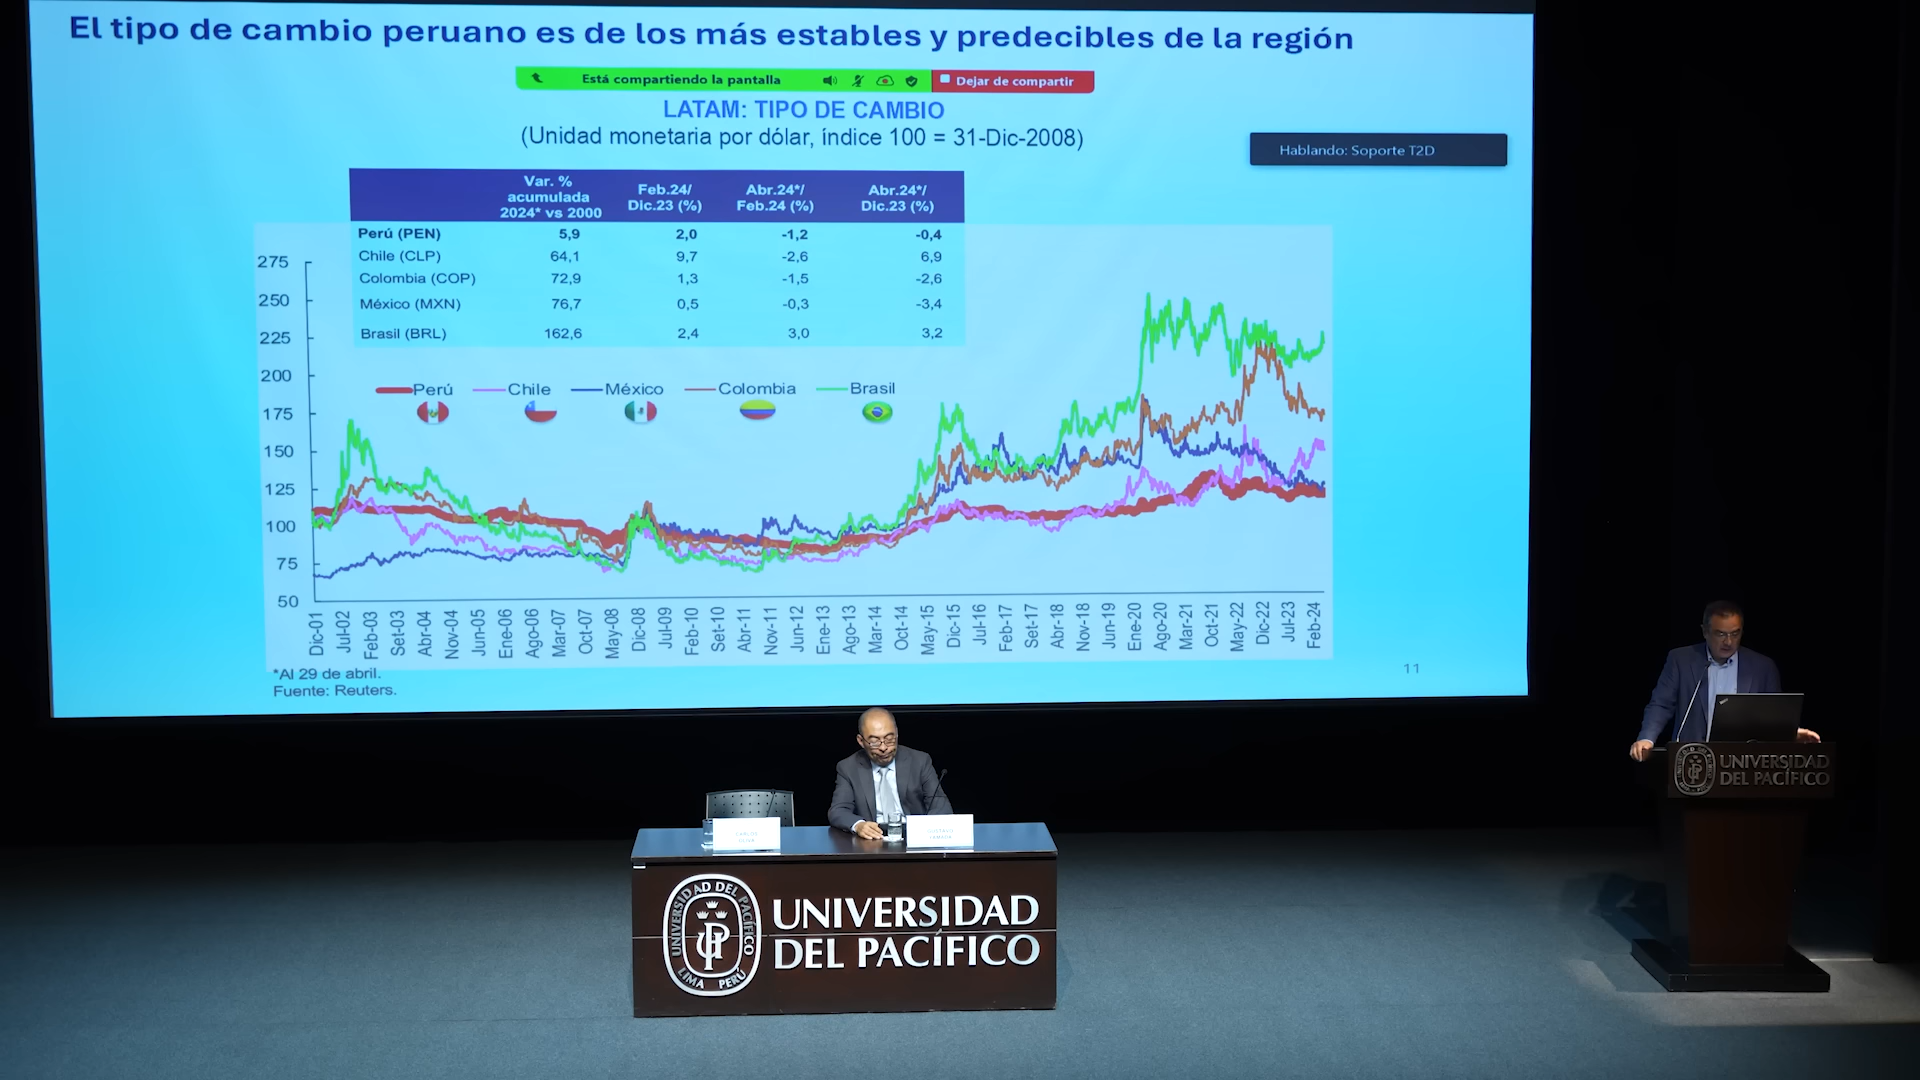 El tipo de cambio peruano es de los más estables y predecibles de la región
Está compartiendo la pantalla
Dejar de compartir
LATAM: TIPO DE CAMBIO
(Unidad monetaria por dólar, índice 100 = 31-Dic-2008)
Hablando: Soporte T2D
Var. % acumulada 2024* vs 2000 Feb.24/ Dic.23 (%) Abr.24*/ Feb.24 (%) Abr.24*/ Dic.23 (%)
Perú (PEN) 5,9 2,0 -1,2 -0,4
Chile (CLP) 64,1 9,7 -2,6 6,9
Colombia (COP) 72,9 1,3 -1,5 -2,6
México (MXN) 76,7 0,5 -0,3 -3,4
Brasil (BRL) 162,6 2,4 3,0 3,2
275
250
225
200
175
150
125
100
75
50
Perú Chile México Colombia Brasil
Dic-01 Jul-02 Feb-03 Set-03 Abr-04 Nov-04 Jun-05 Ene-06 Ago-06 Mar-07 Oct-07 May-08 Dic-08 Jul-09 Feb-10 Set-10 Abr-11 Nov-11 Jun-12 Ene-13 Ago-13 Mar-14 Oct-14 May-15 Dic-15 Jul-16 Feb-17 Set-17 Abr-18 Nov-18 Jun-19 Ene-20 Ago-20 Mar-21 Oct-21 May-22 Dic-22 Jul-23 Feb-24
*Al 29 de abril.
Fuente: Reuters.
11
UNIVERSIDAD
DEL PACÍFICO
UNIVERSIDAD DEL PACÍFICO
LIMA PERÚ
UNIVERSIDAD
DEL PACÍFICO